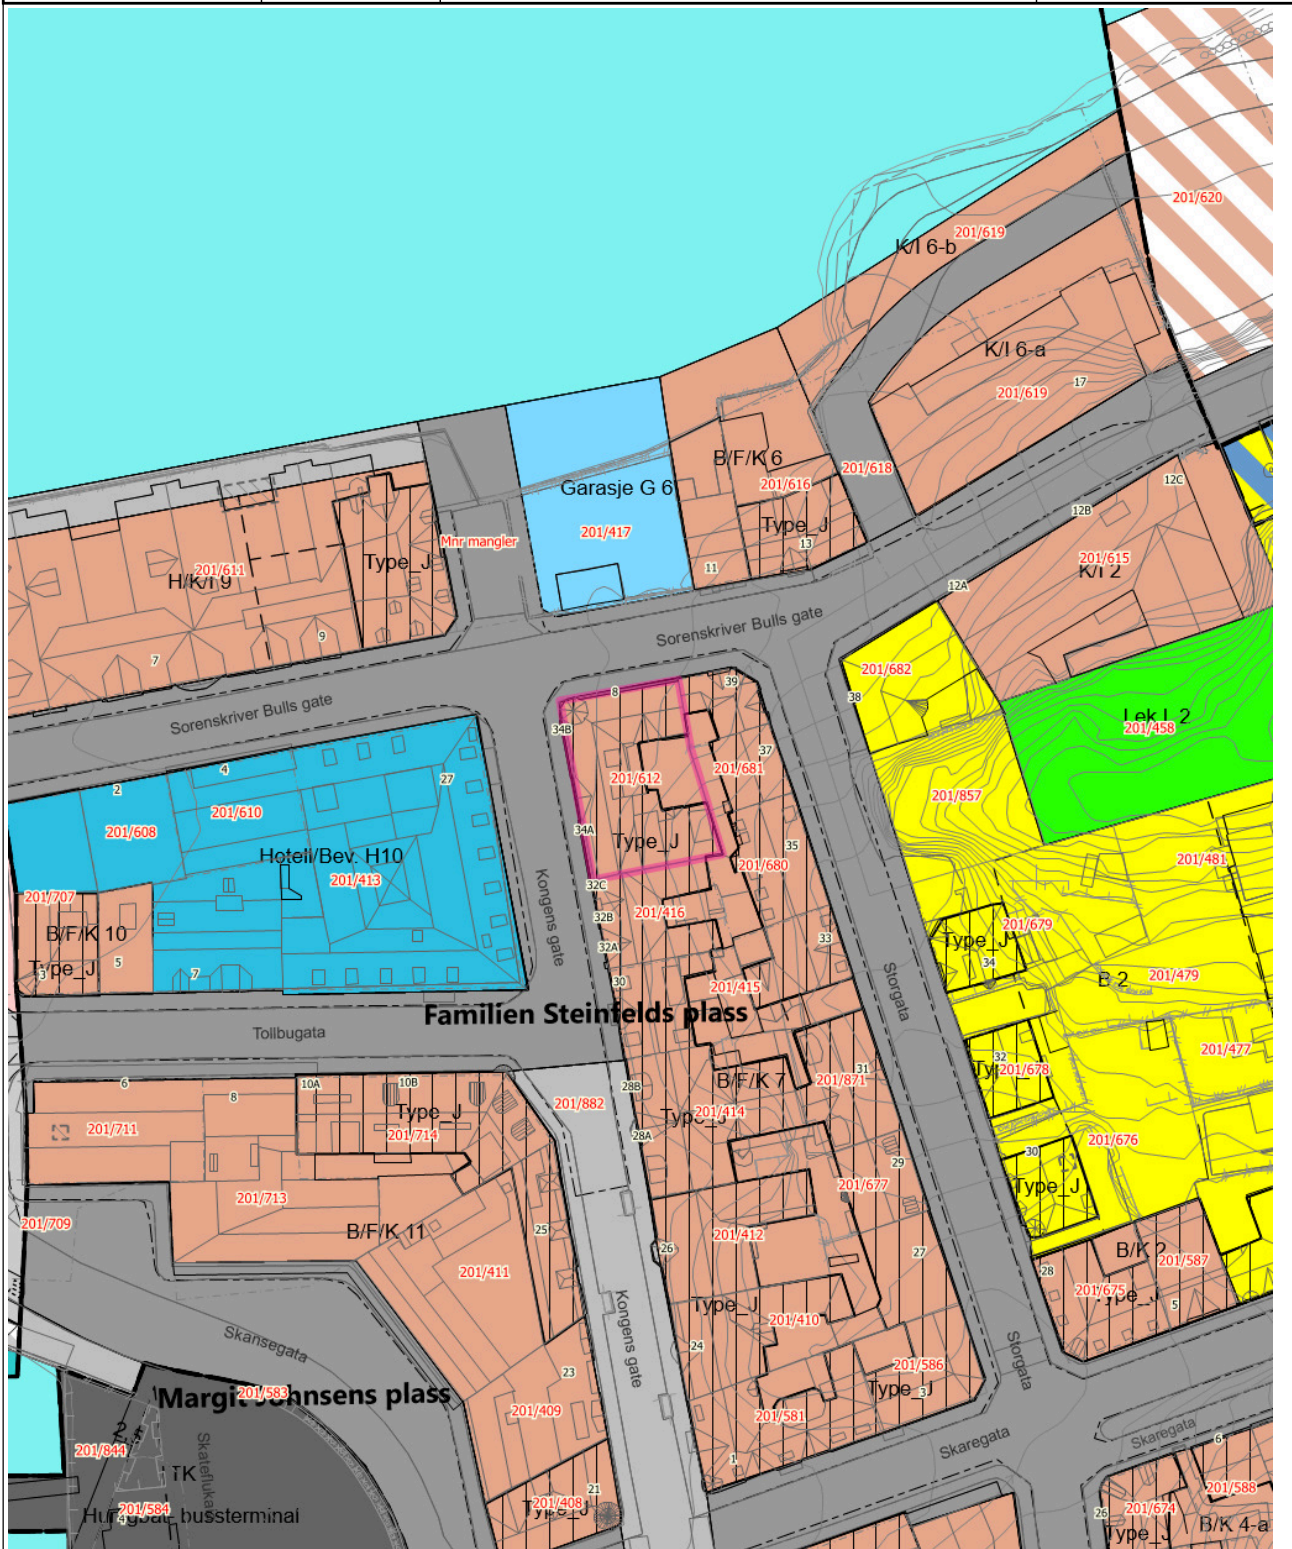 201/620
201/619
K/I 6-b
K/I 6-a
17
201/619
B/F/K 6
201/618
201/616
Garasje G 6
12C
12B
Type_J
201/417
Mnr mangler
13
201/615
K/I 2
Type_J
201/611
H/K/I 9
11
12A
Sorenskriver Bulls gate
9
7
201/682
39
8
38
Sorenskriver Bulls gate
34B
Lek L 2
201/458
37
201/681
4
27
201/612
2
201/857
201/610
201/608
34A
Type_J
35
Hotell/Bev. H10
201/680
201/481
201/413
32C
201/707
201/416
32B
201/679
B/F/K 10
Kongens gate
33
Type_J
32A
5
34
Type_J
3
7
30
201/415
Storgata
B 2
201/479
Familien Steinfelds plass
Tollbugata
201/477
32
31
Type_J
201/678
6
10A
10B
28B
B/F/K 7
201/871
8
201/882
Type_J
201/714
Type_J
201/414
201/711
28A
201/676
30
29
201/677
Type_J
201/713
201/709
B/F/K 11
25
201/412
26
27
B/K 2
201/587
28
201/411
201/675
Type_J
5
Type_J
201/410
Kongens gate
Skansegata
24
Storgata
201/586
23
Type_J
3
Margit Johnsens plass
201/583
201/409
201/581
Skaregata
Skaregata
6
201/844
1
201/588
21
201/408
Type_J
201/584
4
Hurtigbåt- bussterminal
26
201/674
Type_J
B/K 4-a